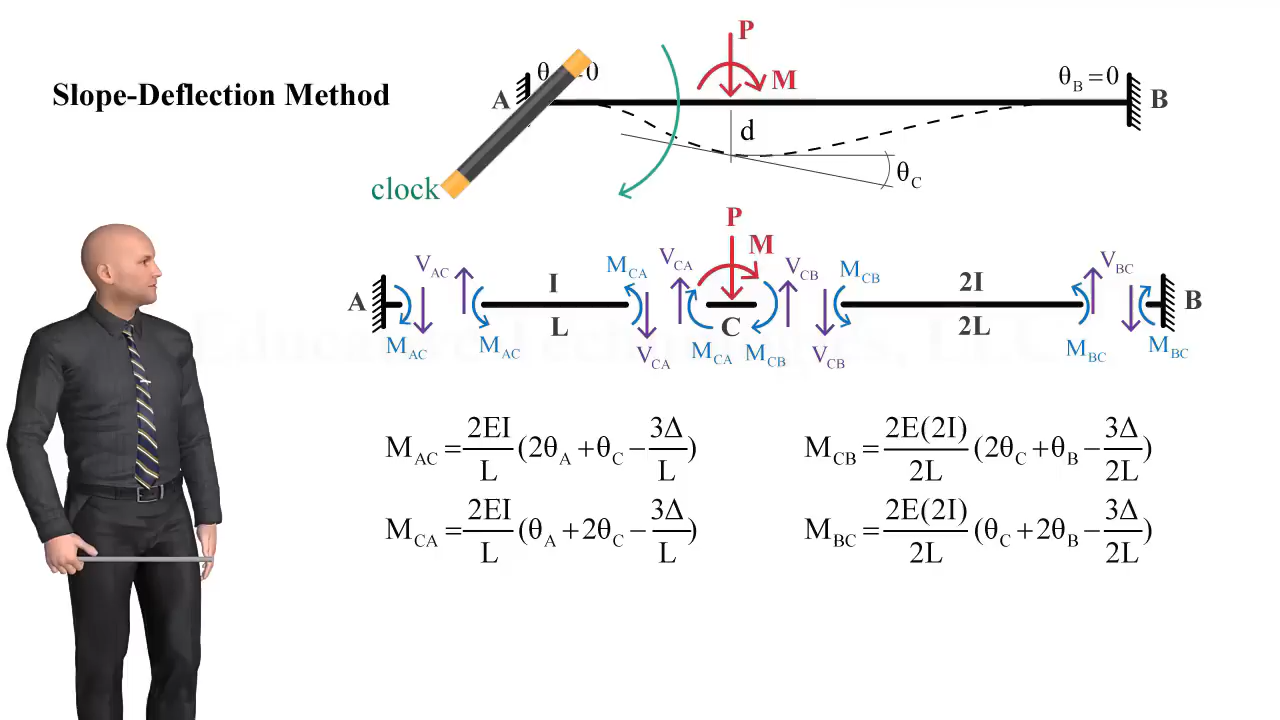 Slope-Deflection Method
P
M
θ =0
θ_B = 0
A
B
d
θ_C
clock
P
M
V_AC
M_CA
V_CA
V_CB
M_CB
V_BC
A
I
2I
B
L
C
2L
M_AC
M_AC
V_CA
M_CA
M_CB
V_CB
M_BC
M_BC
M_AC = 2EI/L (2θ_A + θ_C − 3Δ/L)
M_CB = 2E(2I)/2L (2θ_C + θ_B − 3Δ/2L)
M_CA = 2EI/L (θ_A + 2θ_C − 3Δ/L)
M_BC = 2E(2I)/2L (θ_C + 2θ_B − 3Δ/2L)